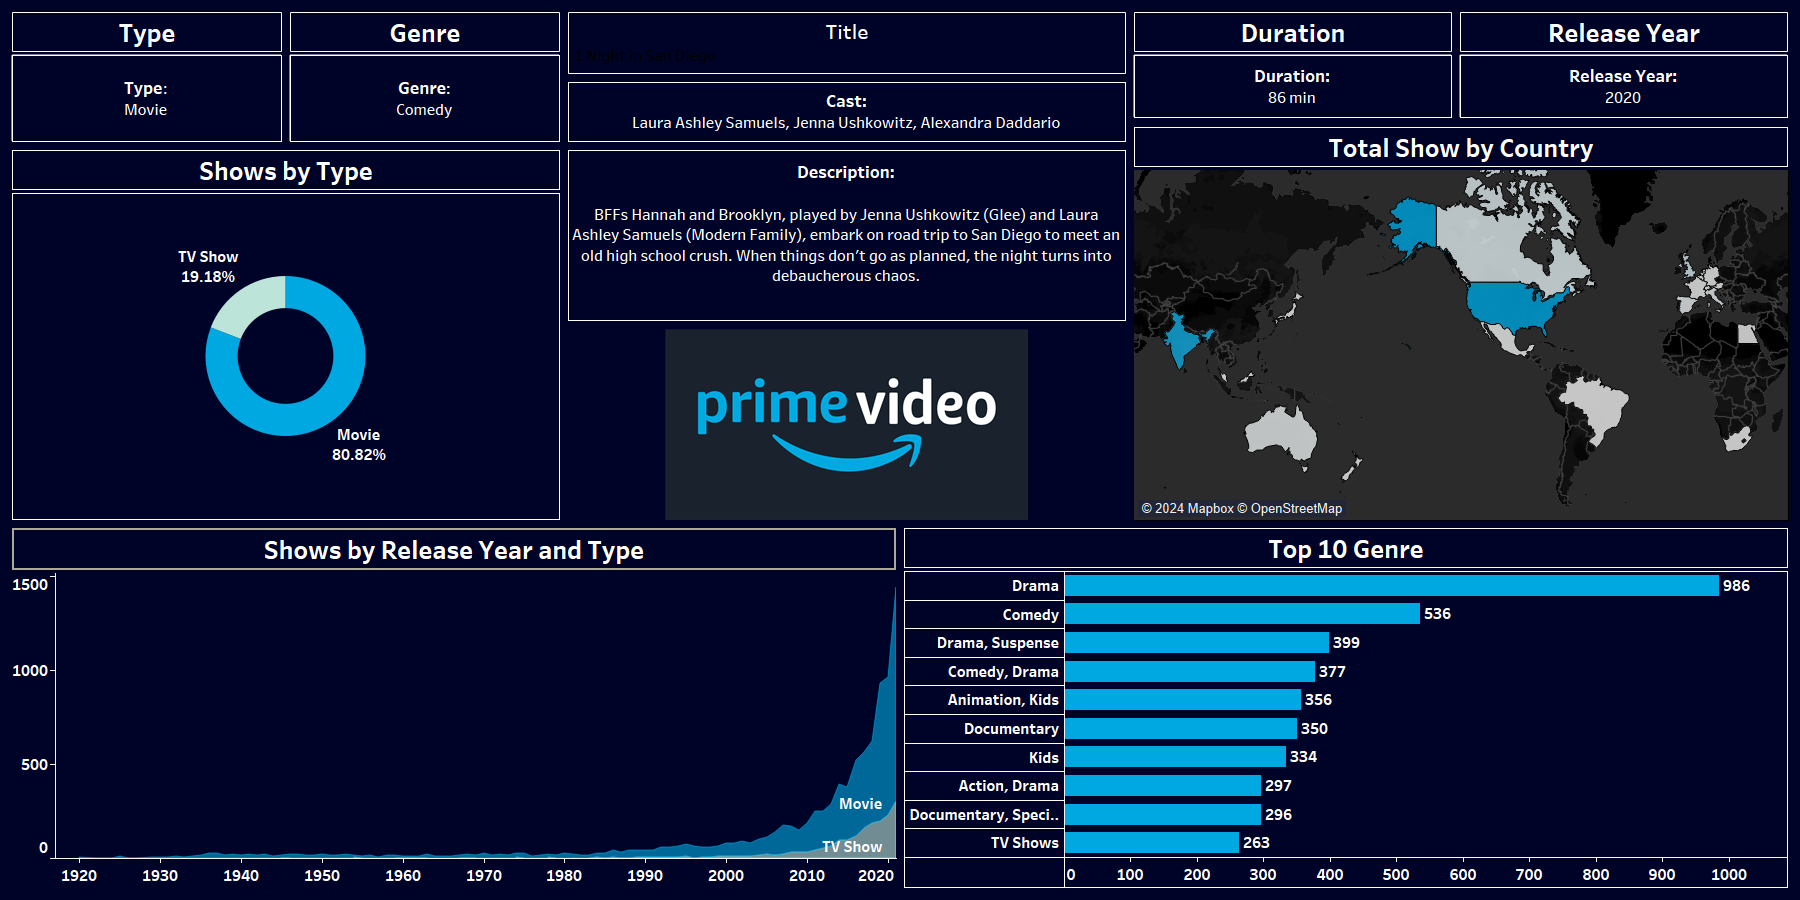 Type
Genre
Title
1 Night in San Diego
Duration
Release Year
Type:
Movie
Genre:
Comedy
Cast:
Laura Ashley Samuels, Jenna Ushkowitz, Alexandra Daddario
Duration:
86 min
Release Year:
2020
Shows by Type
Description:
BFFs Hannah and Brooklyn, played by Jenna Ushkowitz (Glee) and Laura
Ashley Samuels (Modern Family), embark on road trip to San Diego to meet an
old high school crush. When things don’t go as planned, the night turns into
debaucherous chaos.
Total Show by Country
TV Show
19.18%
Movie
80.82%
prime video
© 2024 Mapbox © OpenStreetMap
Shows by Release Year and Type
1500
1000
500
0
Movie
TV Show
1920 1930 1940 1950 1960 1970 1980 1990 2000 2010 2020
Top 10 Genre
Drama 986
Comedy 536
Drama, Suspense 399
Comedy, Drama 377
Animation, Kids 356
Documentary 350
Kids 334
Action, Drama 297
Documentary, Speci.. 296
TV Shows 263
0 100 200 300 400 500 600 700 800 900 1000